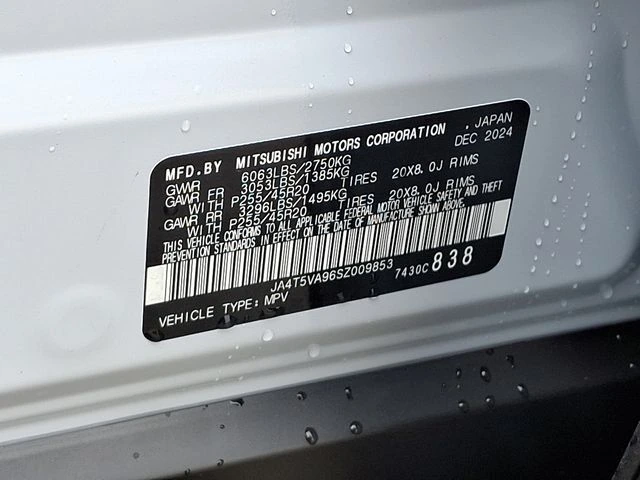 MFD.BY MITSUBISHI MOTORS CORPORATION , JAPAN
GVWR 6063LBS/2750KG DEC 2024
GAWR FR 3053LBS/1385KG
WITH P255/45R20 TIRES 20X8.0J RIMS
GAWR RR 3296LBS/1495KG
WITH P255/45R20 TIRES 20X8.0J RIMS
THIS VEHICLE CONFORMS TO ALL APPLICABLE FEDERAL MOTOR VEHICLE SAFETY AND THEFT
PREVENTION STANDARDS IN EFFECT ON THE DATE OF MANUFACTURE SHOWN ABOVE.
JA4T5VA96SZ009853 7430C 838
VEHICLE TYPE: MPV